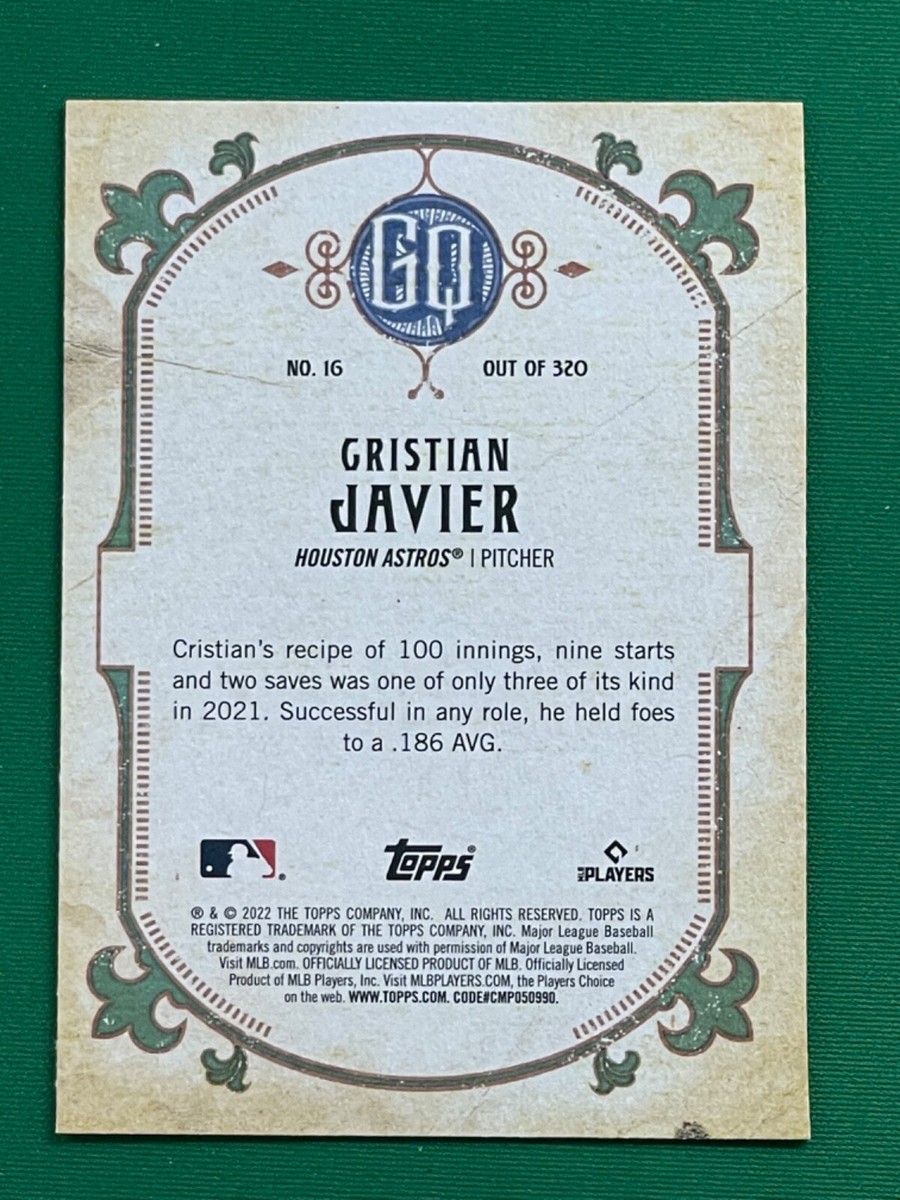 GQ
NO. 16 OUT OF 320
CRISTIAN
JAVIER
HOUSTON ASTROS® | PITCHER
Cristian's recipe of 100 innings, nine starts
and two saves was one of only three of its kind
in 2021. Successful in any role, he held foes
to a .186 AVG.
Topps® MLB PLAYERS
® & © 2022 THE TOPPS COMPANY, INC. ALL RIGHTS RESERVED. TOPPS IS A
REGISTERED TRADEMARK OF THE TOPPS COMPANY, INC. Major League Baseball
trademarks and copyrights are used with permission of Major League Baseball.
Visit MLB.com. OFFICIALLY LICENSED PRODUCT OF MLB. Officially Licensed
Product of MLB Players, Inc. Visit MLBPLAYERS.COM, the Players Choice
on the web. WWW.TOPPS.COM. CODE#CMP050990.